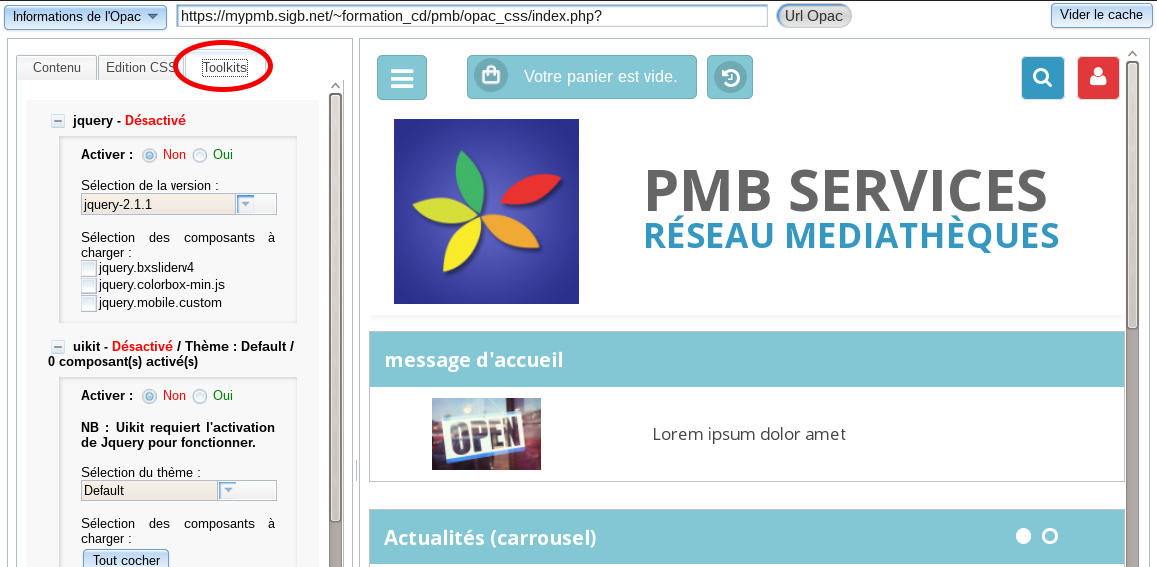 Informations de l'Opac
https://mypmb.sigb.net/~formation_cd/pmb/opac_css/index.php?
Url Opac
Vider le cache
Contenu
Edition CSS
Toolkits
jquery - Désactivé
Activer : Non Oui
Sélection de la version :
jquery-2.1.1
Sélection des composants à
charger :
jquery.bxsliderv4
jquery.colorbox-min.js
jquery.mobile.custom
uikit - Désactivé / Thème : Default /
0 composant(s) activé(s)
Activer : Non Oui
NB : Uikit requiert l'activation
de Jquery pour fonctionner.
Sélection du thème :
Default
Sélection des composants à
charger :
Tout cocher
Votre panier est vide.
PMB SERVICES
RÉSEAU MEDIATHÈQUES
message d'accueil
OPEN
Lorem ipsum dolor amet
Actualités (carrousel)